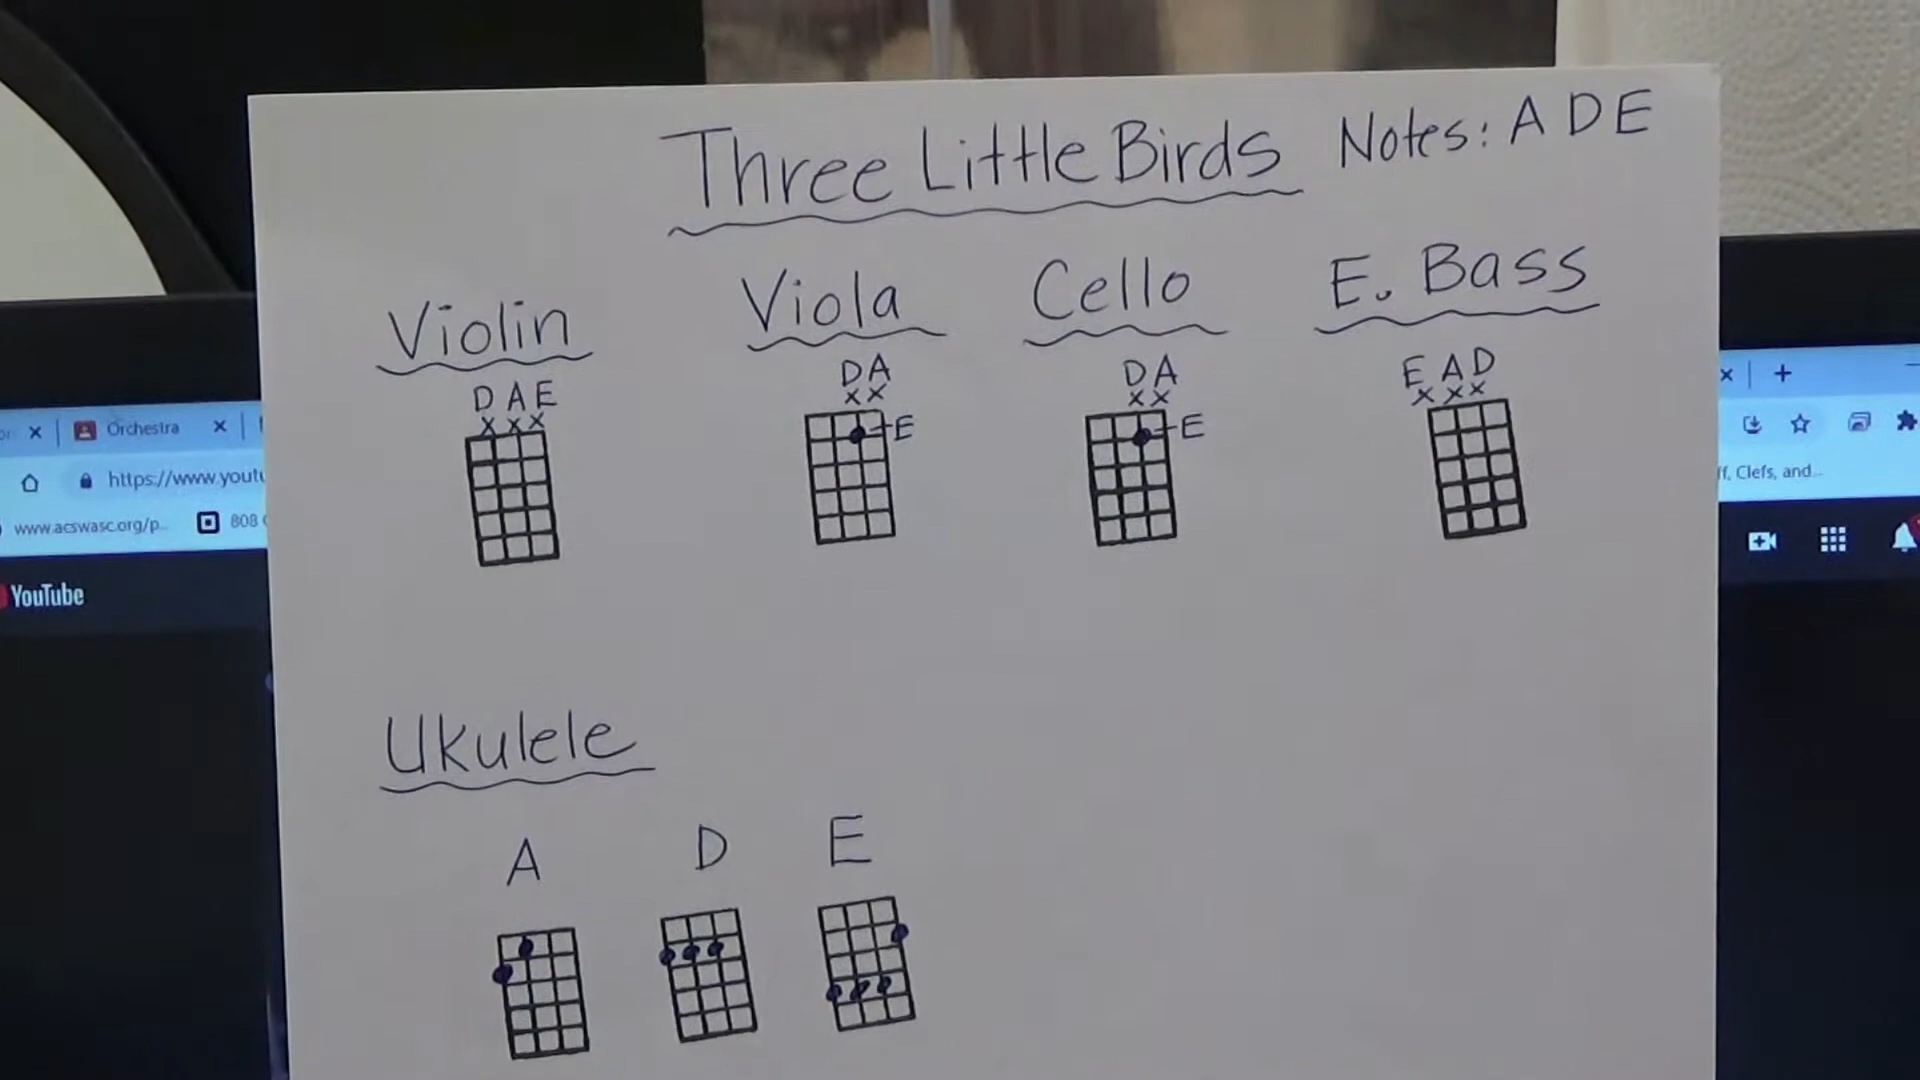 Three Little Birds Notes: A D E
Violin Viola Cello E. Bass
D A E
x x x
D A
x x
E
D A
x x
E
E A D
x x x
Ukulele
A D E
Orchestra
https://www.yout
www.acswasc.org/p...
808
YouTube
f, Clefs, and...